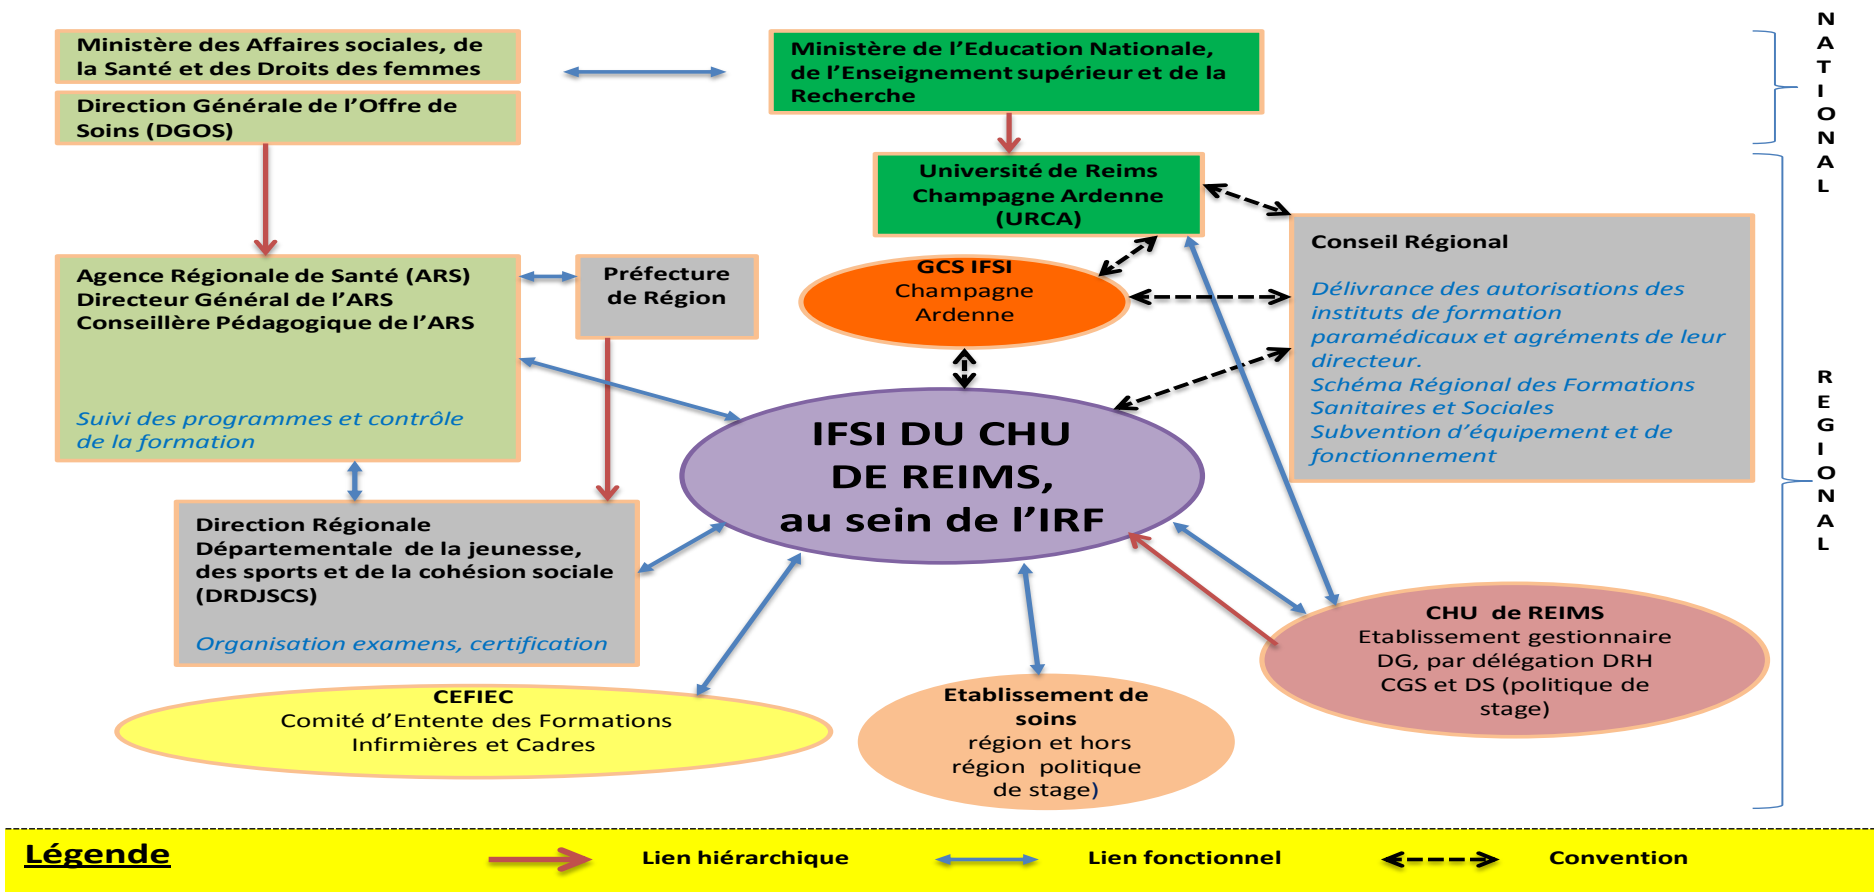 Ministère des Affaires sociales, de
la Santé et des Droits des femmes
Direction Générale de l’Offre de
Soins (DGOS)
Ministère de l’Education Nationale,
de l’Enseignement supérieur et de la
Recherche
NATIONAL
Université de Reims
Champagne Ardenne
(URCA)
Agence Régionale de Santé (ARS)
Directeur Général de l’ARS
Conseillère Pédagogique de l’ARS
Suivi des programmes et contrôle
de la formation
Préfecture
de Région
GCS IFSI
Champagne
Ardenne
Conseil Régional
Délivrance des autorisations des
instituts de formation
paramédicaux et agréments de leur
directeur.
Schéma Régional des Formations
Sanitaires et Sociales
Subvention d’équipement et de
fonctionnement
REGIONAL
IFSI DU CHU
DE REIMS,
au sein de l’IRF
Direction Régionale
Départementale  de la jeunesse,
des sports et de la cohésion sociale
(DRDJSCS)
Organisation examens, certification
CHU  de REIMS
Etablissement gestionnaire
DG, par délégation DRH
CGS et DS (politique de
stage)
CEFIEC
Comité d’Entente des Formations
Infirmières et Cadres
Etablissement de
soins
région et hors
région  politique
de stage)
Légende
Lien hiérarchique
Lien fonctionnel
Convention